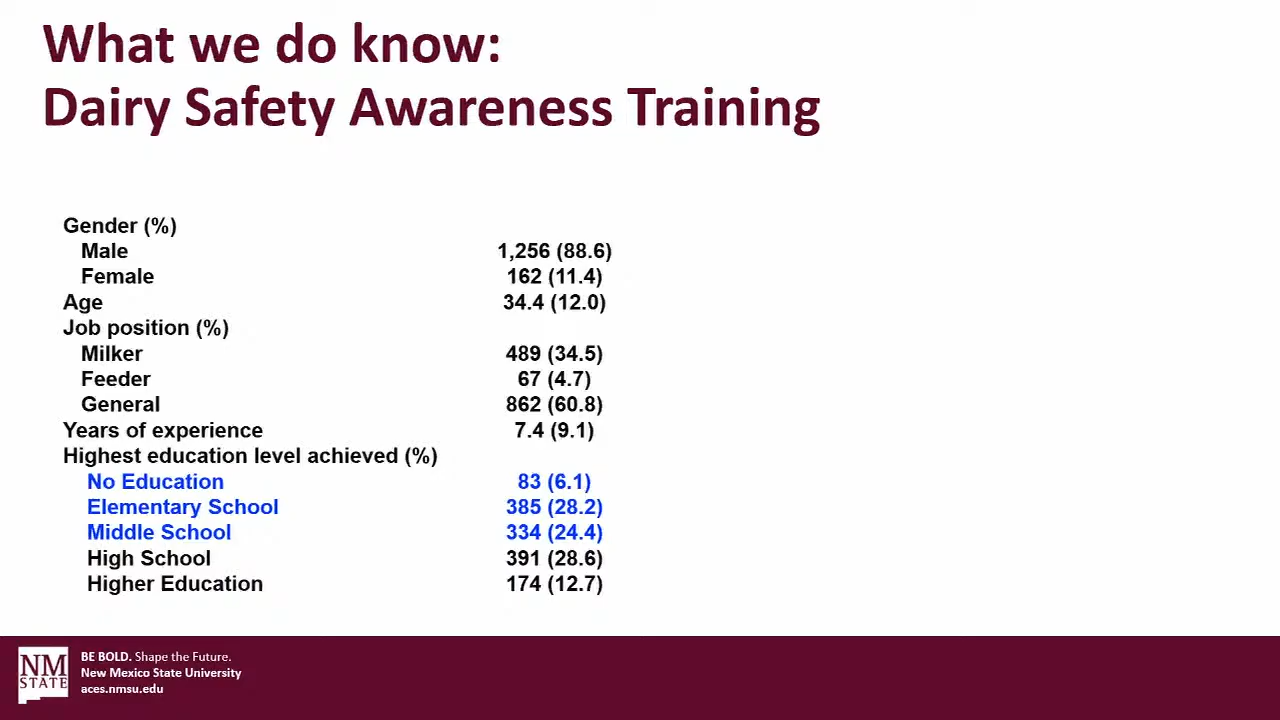 What we do know:
Dairy Safety Awareness Training
Gender (%)
Male 1,256 (88.6)
Female 162 (11.4)
Age 34.4 (12.0)
Job position (%)
Milker 489 (34.5)
Feeder 67 (4.7)
General 862 (60.8)
Years of experience 7.4 (9.1)
Highest education level achieved (%)
No Education 83 (6.1)
Elementary School 385 (28.2)
Middle School 334 (24.4)
High School 391 (28.6)
Higher Education 174 (12.7)
NM
STATE
BE BOLD. Shape the Future.
New Mexico State University
aces.nmsu.edu